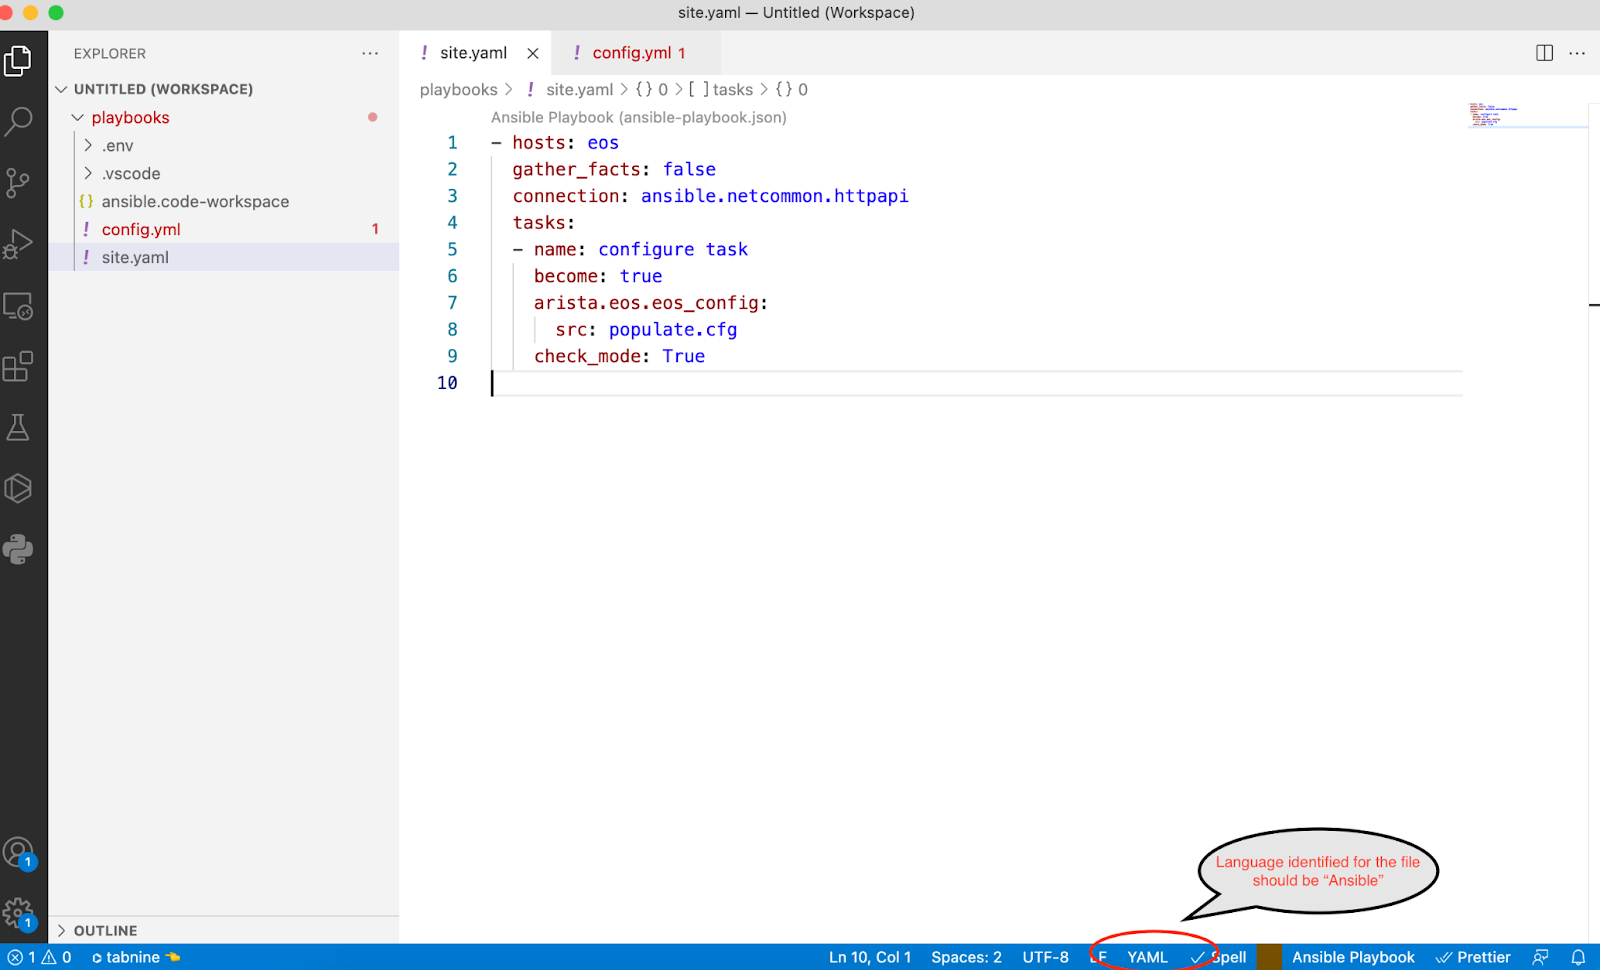 site.yaml — Untitled (Workspace)
EXPLORER
UNTITLED (WORKSPACE)
playbooks
.env
.vscode
{} ansible.code-workspace
! config.yml 1
! site.yaml
OUTLINE
! site.yaml
! config.yml 1
playbooks > ! site.yaml > {} 0 > [ ] tasks > {} 0
Ansible Playbook (ansible-playbook.json)
1 - hosts: eos
2 gather_facts: false
3 connection: ansible.netcommon.httpapi
4 tasks:
5 - name: configure task
6 become: true
7 arista.eos.eos_config:
8 src: populate.cfg
9 check_mode: True
10
Language identified for the file
should be “Ansible”
1
1
1 0 tabnine Ln 10, Col 1 Spaces: 2 UTF-8 LF YAML Spell Ansible Playbook Prettier